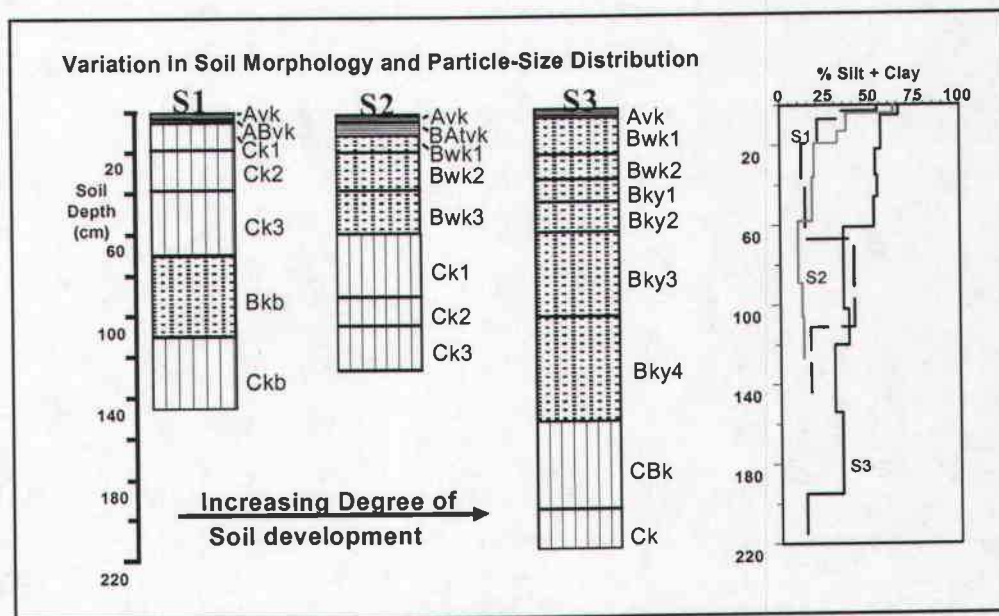 Variation in Soil Morphology and Particle-Size Distribution
S1
S2
S3
Avk
ABvk
Ck1
Ck2
Ck3
Bkb
Ckb
Avk
BAtvk
Bwk1
Bwk2
Bwk3
Ck1
Ck2
Ck3
Avk
Bwk1
Bwk2
Bky1
Bky2
Bky3
Bky4
CBk
Ck
20
Soil
Depth
(cm)
60
100
140
180
220
Increasing Degree of
Soil development
% Silt + Clay
0 25 50 75 100
20
60
100
140
180
220
S1
S2
S3